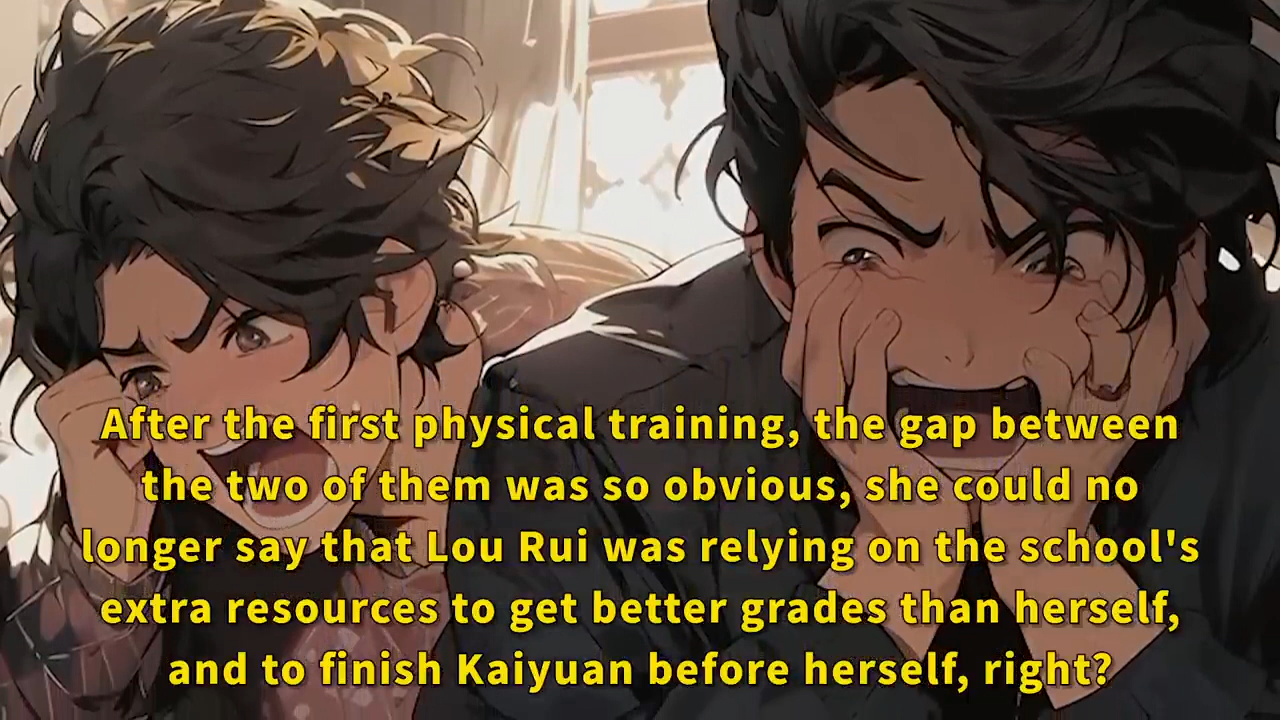 After the first physical training, the gap between
the two of them was so obvious, she could no
longer say that Lou Rui was relying on the school's
extra resources to get better grades than herself,
and to finish Kaiyuan before herself, right?